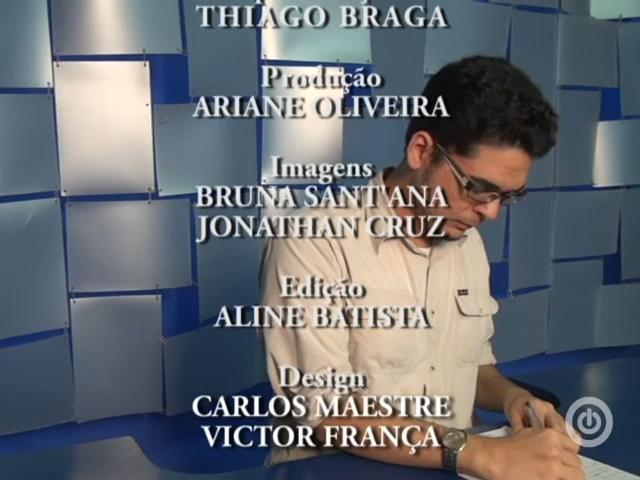 THIAGO BRAGA
Produção
ARIANE OLIVEIRA
Imagens
BRUNA SANT'ANA
JONATHAN CRUZ
Edição
ALINE BATISTA
Design
CARLOS MAESTRE
VICTOR FRANÇA